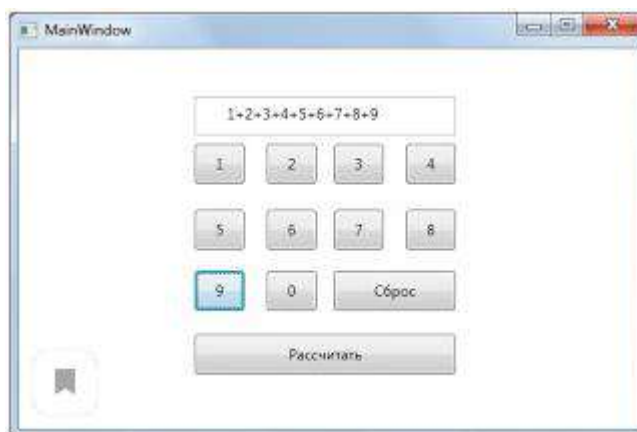 MainWindow
1+2+3+4+5+6+7+8+9
1 2 3 4
5 6 7 8
9 0 Сброс
Рассчитать